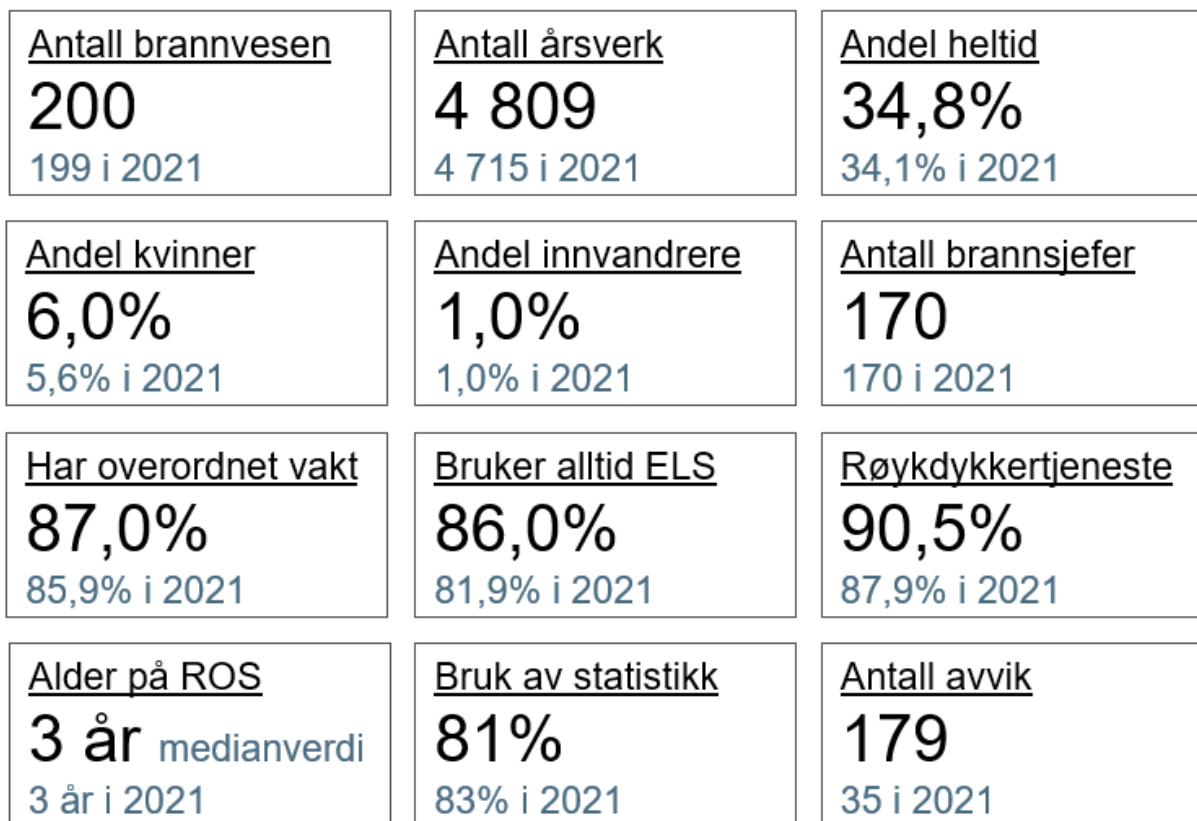 Antall brannvesen
200
199 i 2021
Antall årsverk
4 809
4 715 i 2021
Andel heltid
34,8%
34,1% i 2021
Andel kvinner
6,0%
5,6% i 2021
Andel innvandrere
1,0%
1,0% i 2021
Antall brannsjefer
170
170 i 2021
Har overordnet vakt
87,0%
85,9% i 2021
Bruker alltid ELS
86,0%
81,9% i 2021
Røykdykkertjeneste
90,5%
87,9% i 2021
Alder på ROS
3 år medianverdi
3 år i 2021
Bruk av statistikk
81%
83% i 2021
Antall avvik
179
35 i 2021